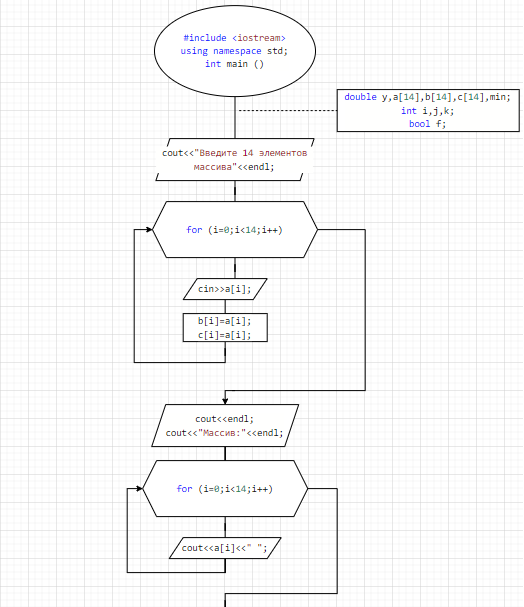 #include <iostream>
using namespace std;
int main ()
double y,a[14],b[14],c[14],min;
int i,j,k;
bool f;
cout<<"Введите 14 элементов
массива"<<endl;
for (i=0;i<14;i++)
cin>>a[i];
b[i]=a[i];
c[i]=a[i];
cout<<endl;
cout<<"Массив:"<<endl;
for (i=0;i<14;i++)
cout<<a[i]<<" ";